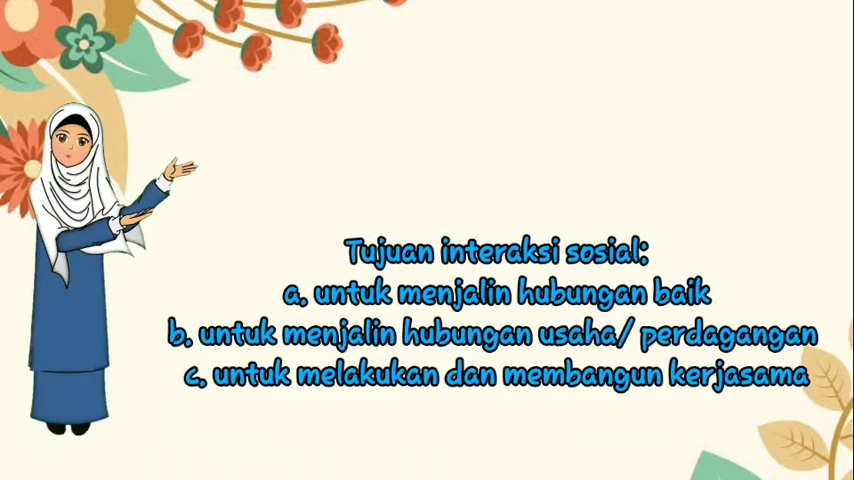 Tujuan interaksi sosial:
a. untuk menjalin hubungan baik
b. untuk menjalin hubungan usaha/ perdagangan
c. untuk melakukan dan membangun kerjasama